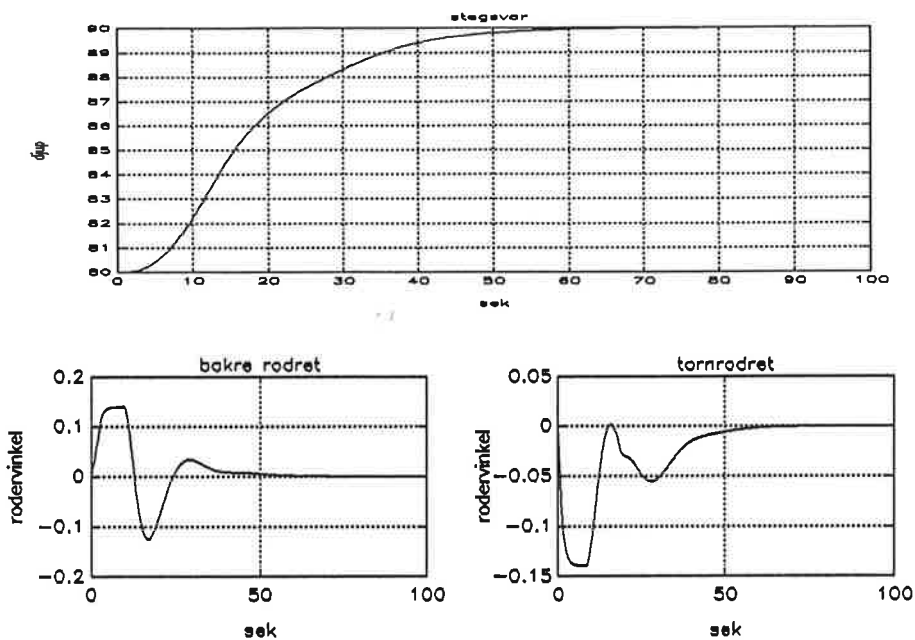 stegsvar
90
89
88
87
86
85
84
83
82
81
80
djup
0 10 20 30 40 50 60 70 80 90 100
sek
bakre rodret
0.2
0.1
0
-0.1
-0.2
rodervinkel
0 50 100
sek
tornrodret
0.05
0
-0.05
-0.1
-0.15
rodervinkel
0 50 100
sek